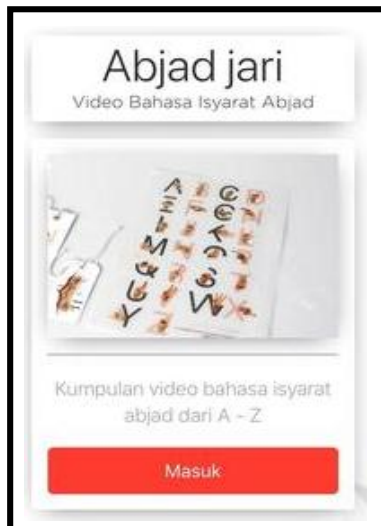 Abjad jari
Video Bahasa Isyarat Abjad
Kumpulan video bahasa isyarat
abjad dari A - Z
Masuk